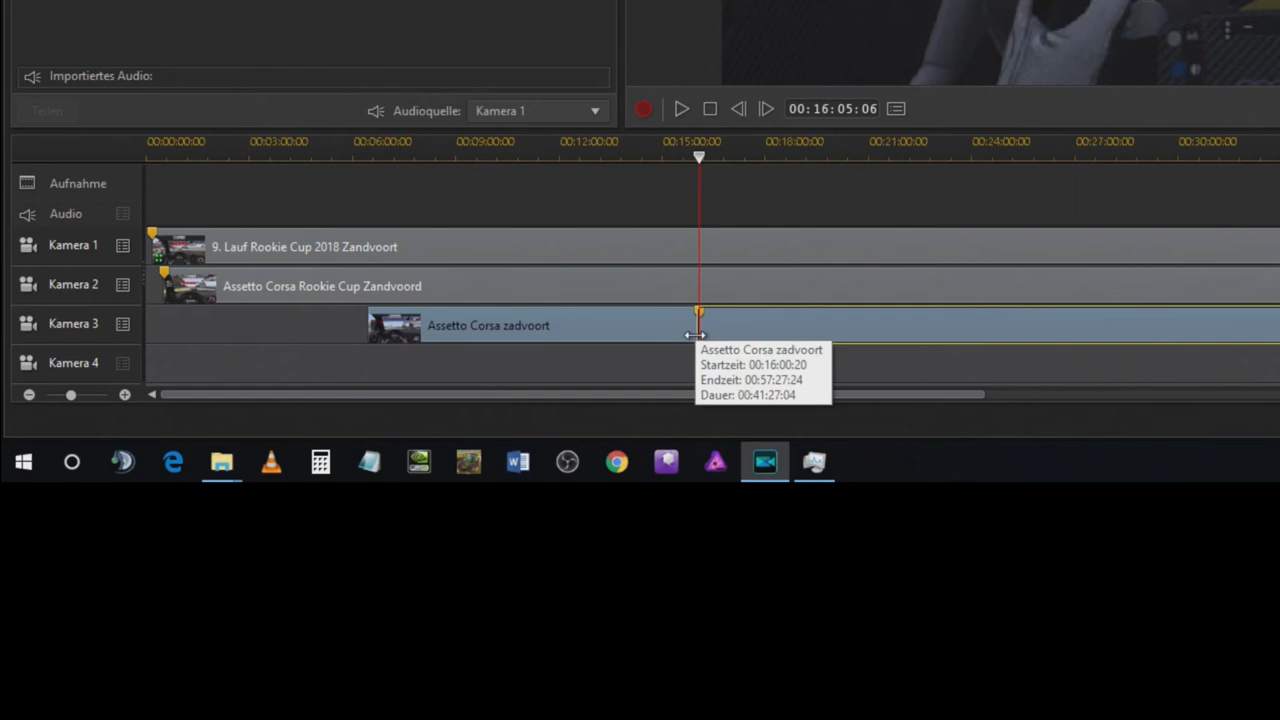 Importiertes Audio:
Teilen
Audioquelle: Kamera 1
00:16:05:06
00:00:00:00 00:03:00:00 00:06:00:00 00:09:00:00 00:12:00:00 00:15:00:00 00:18:00:00 00:21:00:00 00:24:00:00 00:27:00:00 00:30:00:00
Aufnahme
Audio
Kamera 1 9. Lauf Rookie Cup 2018 Zandvoort
Kamera 2 Assetto Corsa Rookie Cup Zandvoord
Kamera 3 Assetto Corsa zadvoort
Assetto Corsa zadvoort
Startzeit: 00:16:00:20
Kamera 4
Endzeit: 00:57:27:24
Dauer: 00:41:27:04